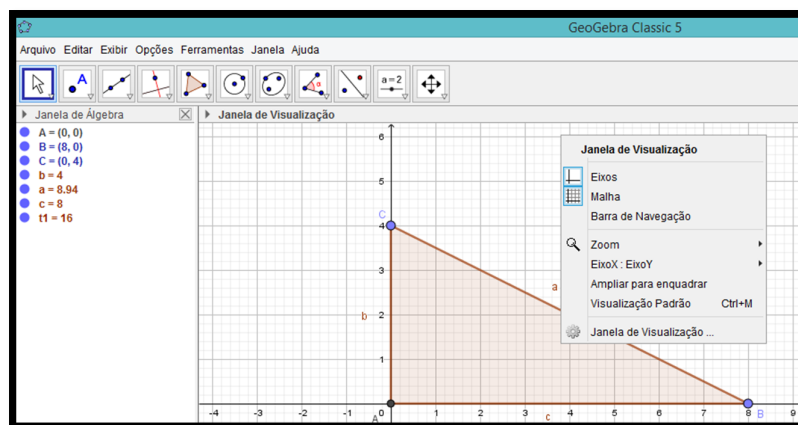 GeoGebra Classic 5
Arquivo Editar Exibir Opções Ferramentas Janela Ajuda
A
α
a = 2
Janela de Álgebra
Janela de Visualização
A = (0, 0)
B = (8, 0)
C = (0, 4)
b = 4
a = 8.94
c = 8
t1 = 16
6
5
4
3
2
1
C
b
a
c
A
B
-4 -3 -2 -1 0 1 2 3 4 5 6 7 8 9
Janela de Visualização
Eixos
Malha
Barra de Navegação
Zoom
EixoX : EixoY
Ampliar para enquadrar
Visualização Padrão Ctrl+M
Janela de Visualização ...